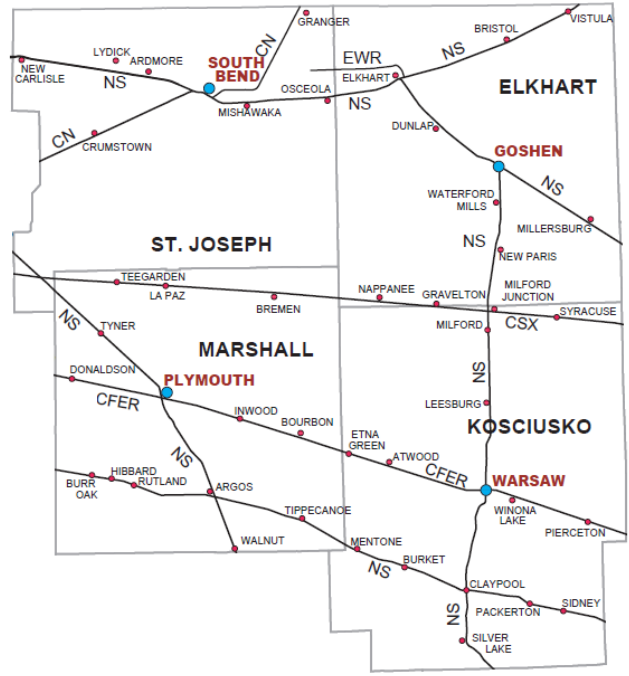 GRANGER
VISTULA
BRISTOL
LYDICK
ARDMORE
SOUTH
BEND
CN
NS
EWR
NEW
CARLISLE
NS
ELKHART
ELKHART
OSCEOLA
NS
MISHAWAKA
DUNLAP
CN
CRUMSTOWN
GOSHEN
NS
WATERFORD
MILLS
MILLERSBURG
NS
ST. JOSEPH
NEW PARIS
TEEGARDEN
LA PAZ
BREMEN
NAPPANEE
GRAVELTON
MILFORD
JUNCTION
SYRACUSE
NS
TYNER
MILFORD
CSX
MARSHALL
DONALDSON
PLYMOUTH
NS
CFER
INWOOD
LEESBURG
BOURBON
KOSCIUSKO
ETNA
GREEN
ATWOOD
NS
CFER
WARSAW
BURR
OAK
HIBBARD
RUTLAND
ARGOS
WINONA
LAKE
TIPPECANOE
PIERCETON
WALNUT
MENTONE
BURKET
NS
CLAYPOOL
PACKERTON
SIDNEY
NS
SILVER
LAKE